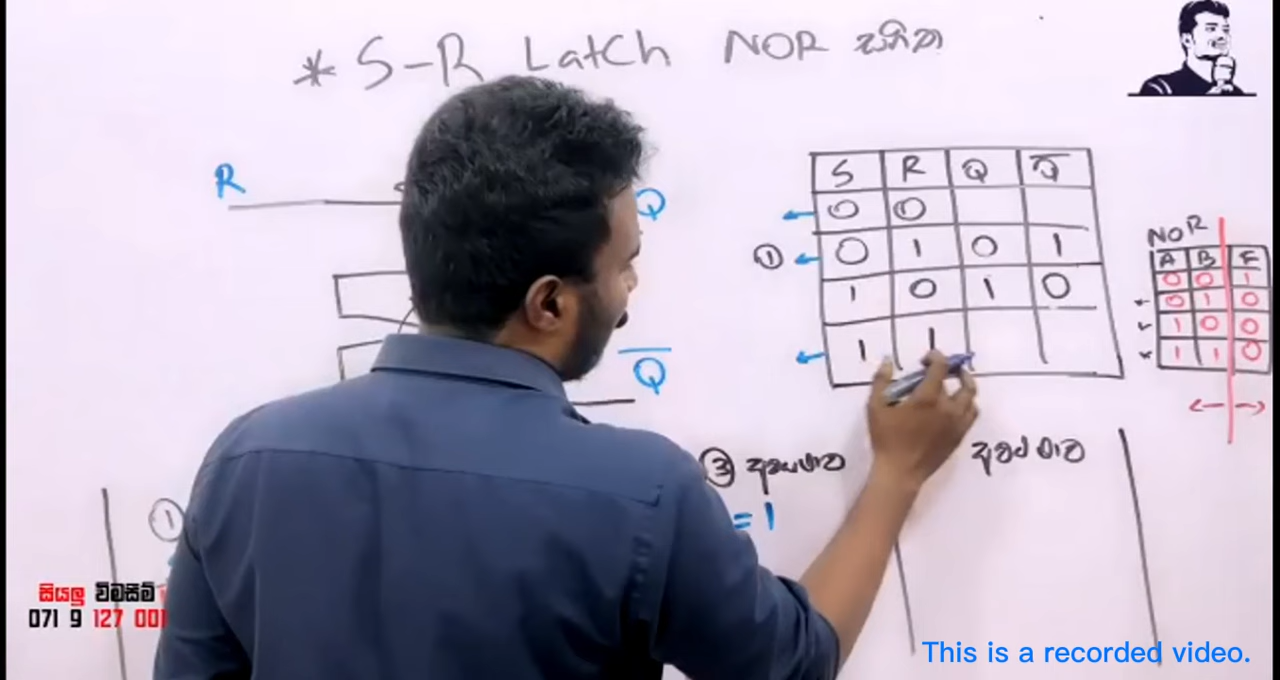 * S-R Latch NOR සහිත
R
Q
Q̅
S R Q Q̅
0 0
① 0 1 0 1
1 0 1 0
1 1
NOR
A B F
0 0 1
0 1 0
1 0 0
1 1 0
①
③
= 1
සියලු විමසීම්
071 9 127 001
This is a recorded video.